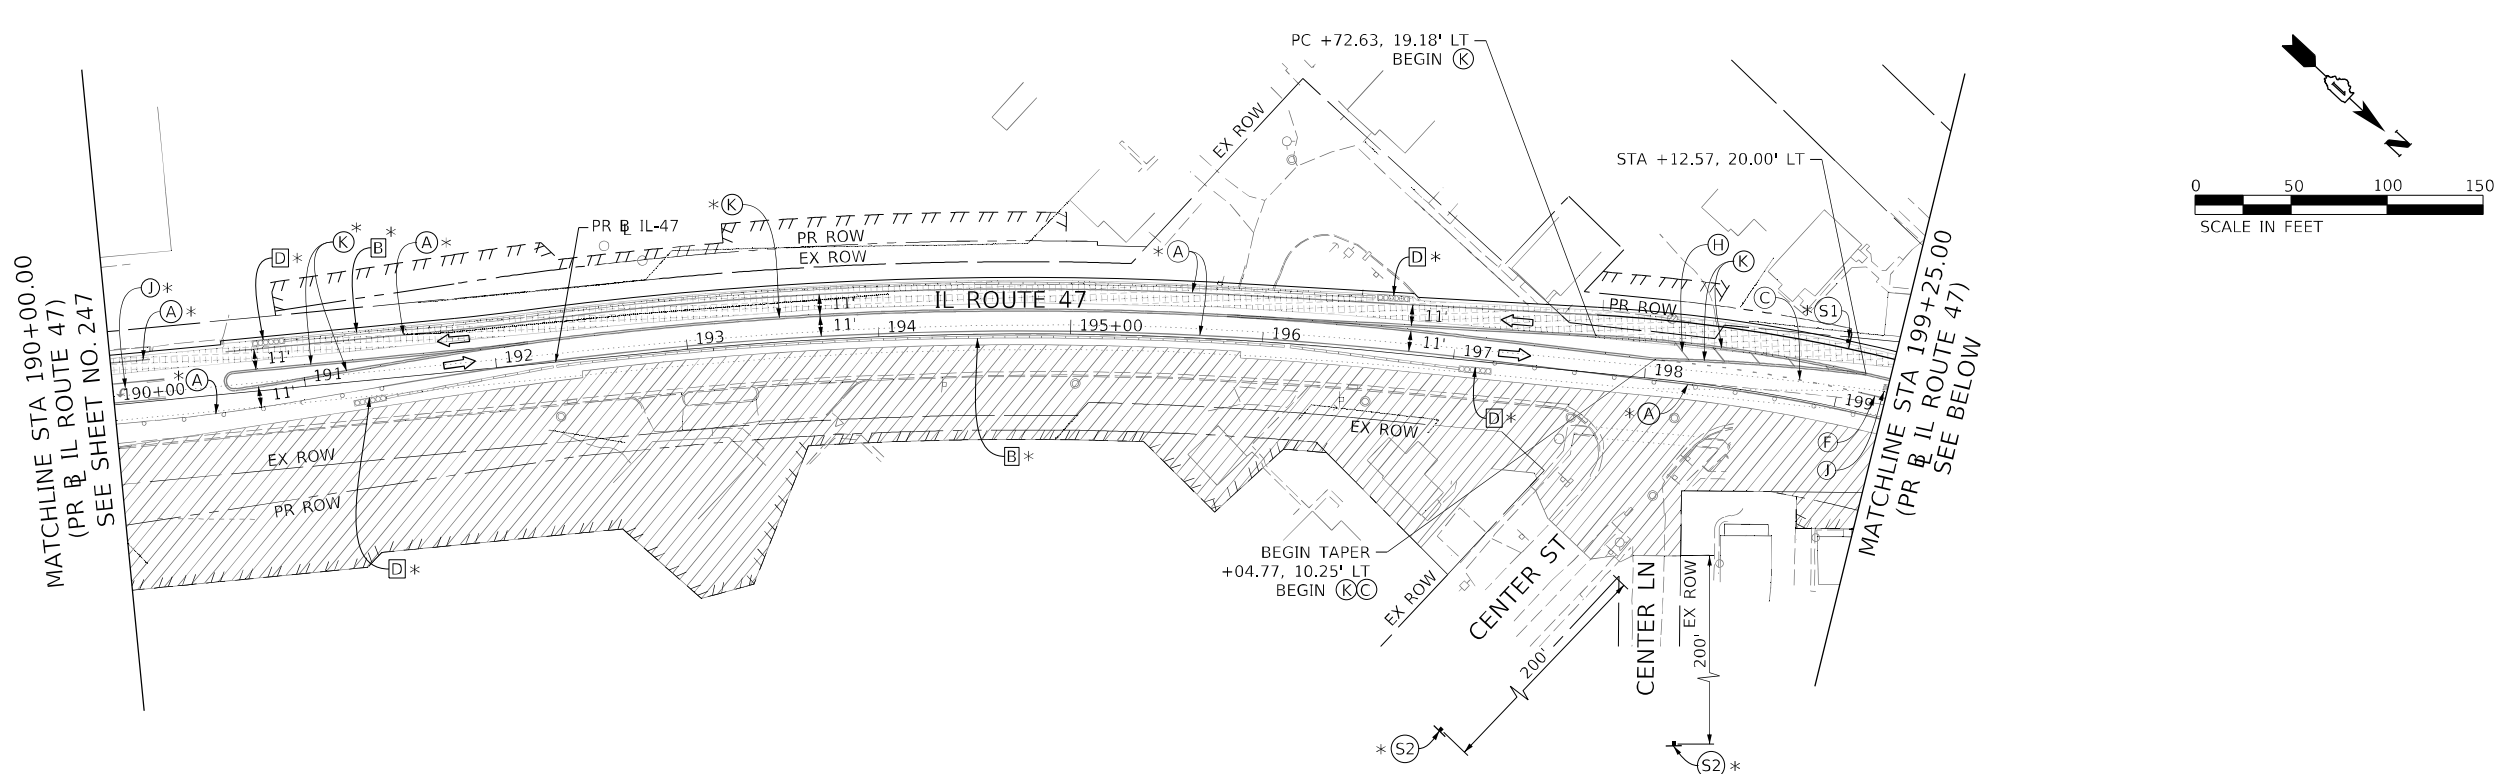 PC +72.63, 19.18' LT
BEGIN K
STA +12.57, 20.00' LT
N
0 50 100 150
SCALE IN FEET
EX ROW
* K
PR BL IL-47
K *
B *
A *
D *
PR ROW
EX ROW
* A
D *
H
K
C
* S1
PR ROW
J *
A *
IL ROUTE 47
11'
11'
11'
11'
11'
11'
190+00
191
192
193
194
195+00
196
197
198
199
* A
* A
D *
B *
D *
EX ROW
PR ROW
EX ROW
F
J
MATCHLINE STA 190+00.00
(PR BL IL ROUTE 47)
SEE SHEET NO. 247
MATCHLINE STA 199+25.00
(PR BL IL ROUTE 47)
SEE BELOW
BEGIN TAPER
+04.77, 10.25' LT
BEGIN K C
EX ROW
CENTER ST
CENTER LN
EX ROW
200'
200'
* S2
S2 *